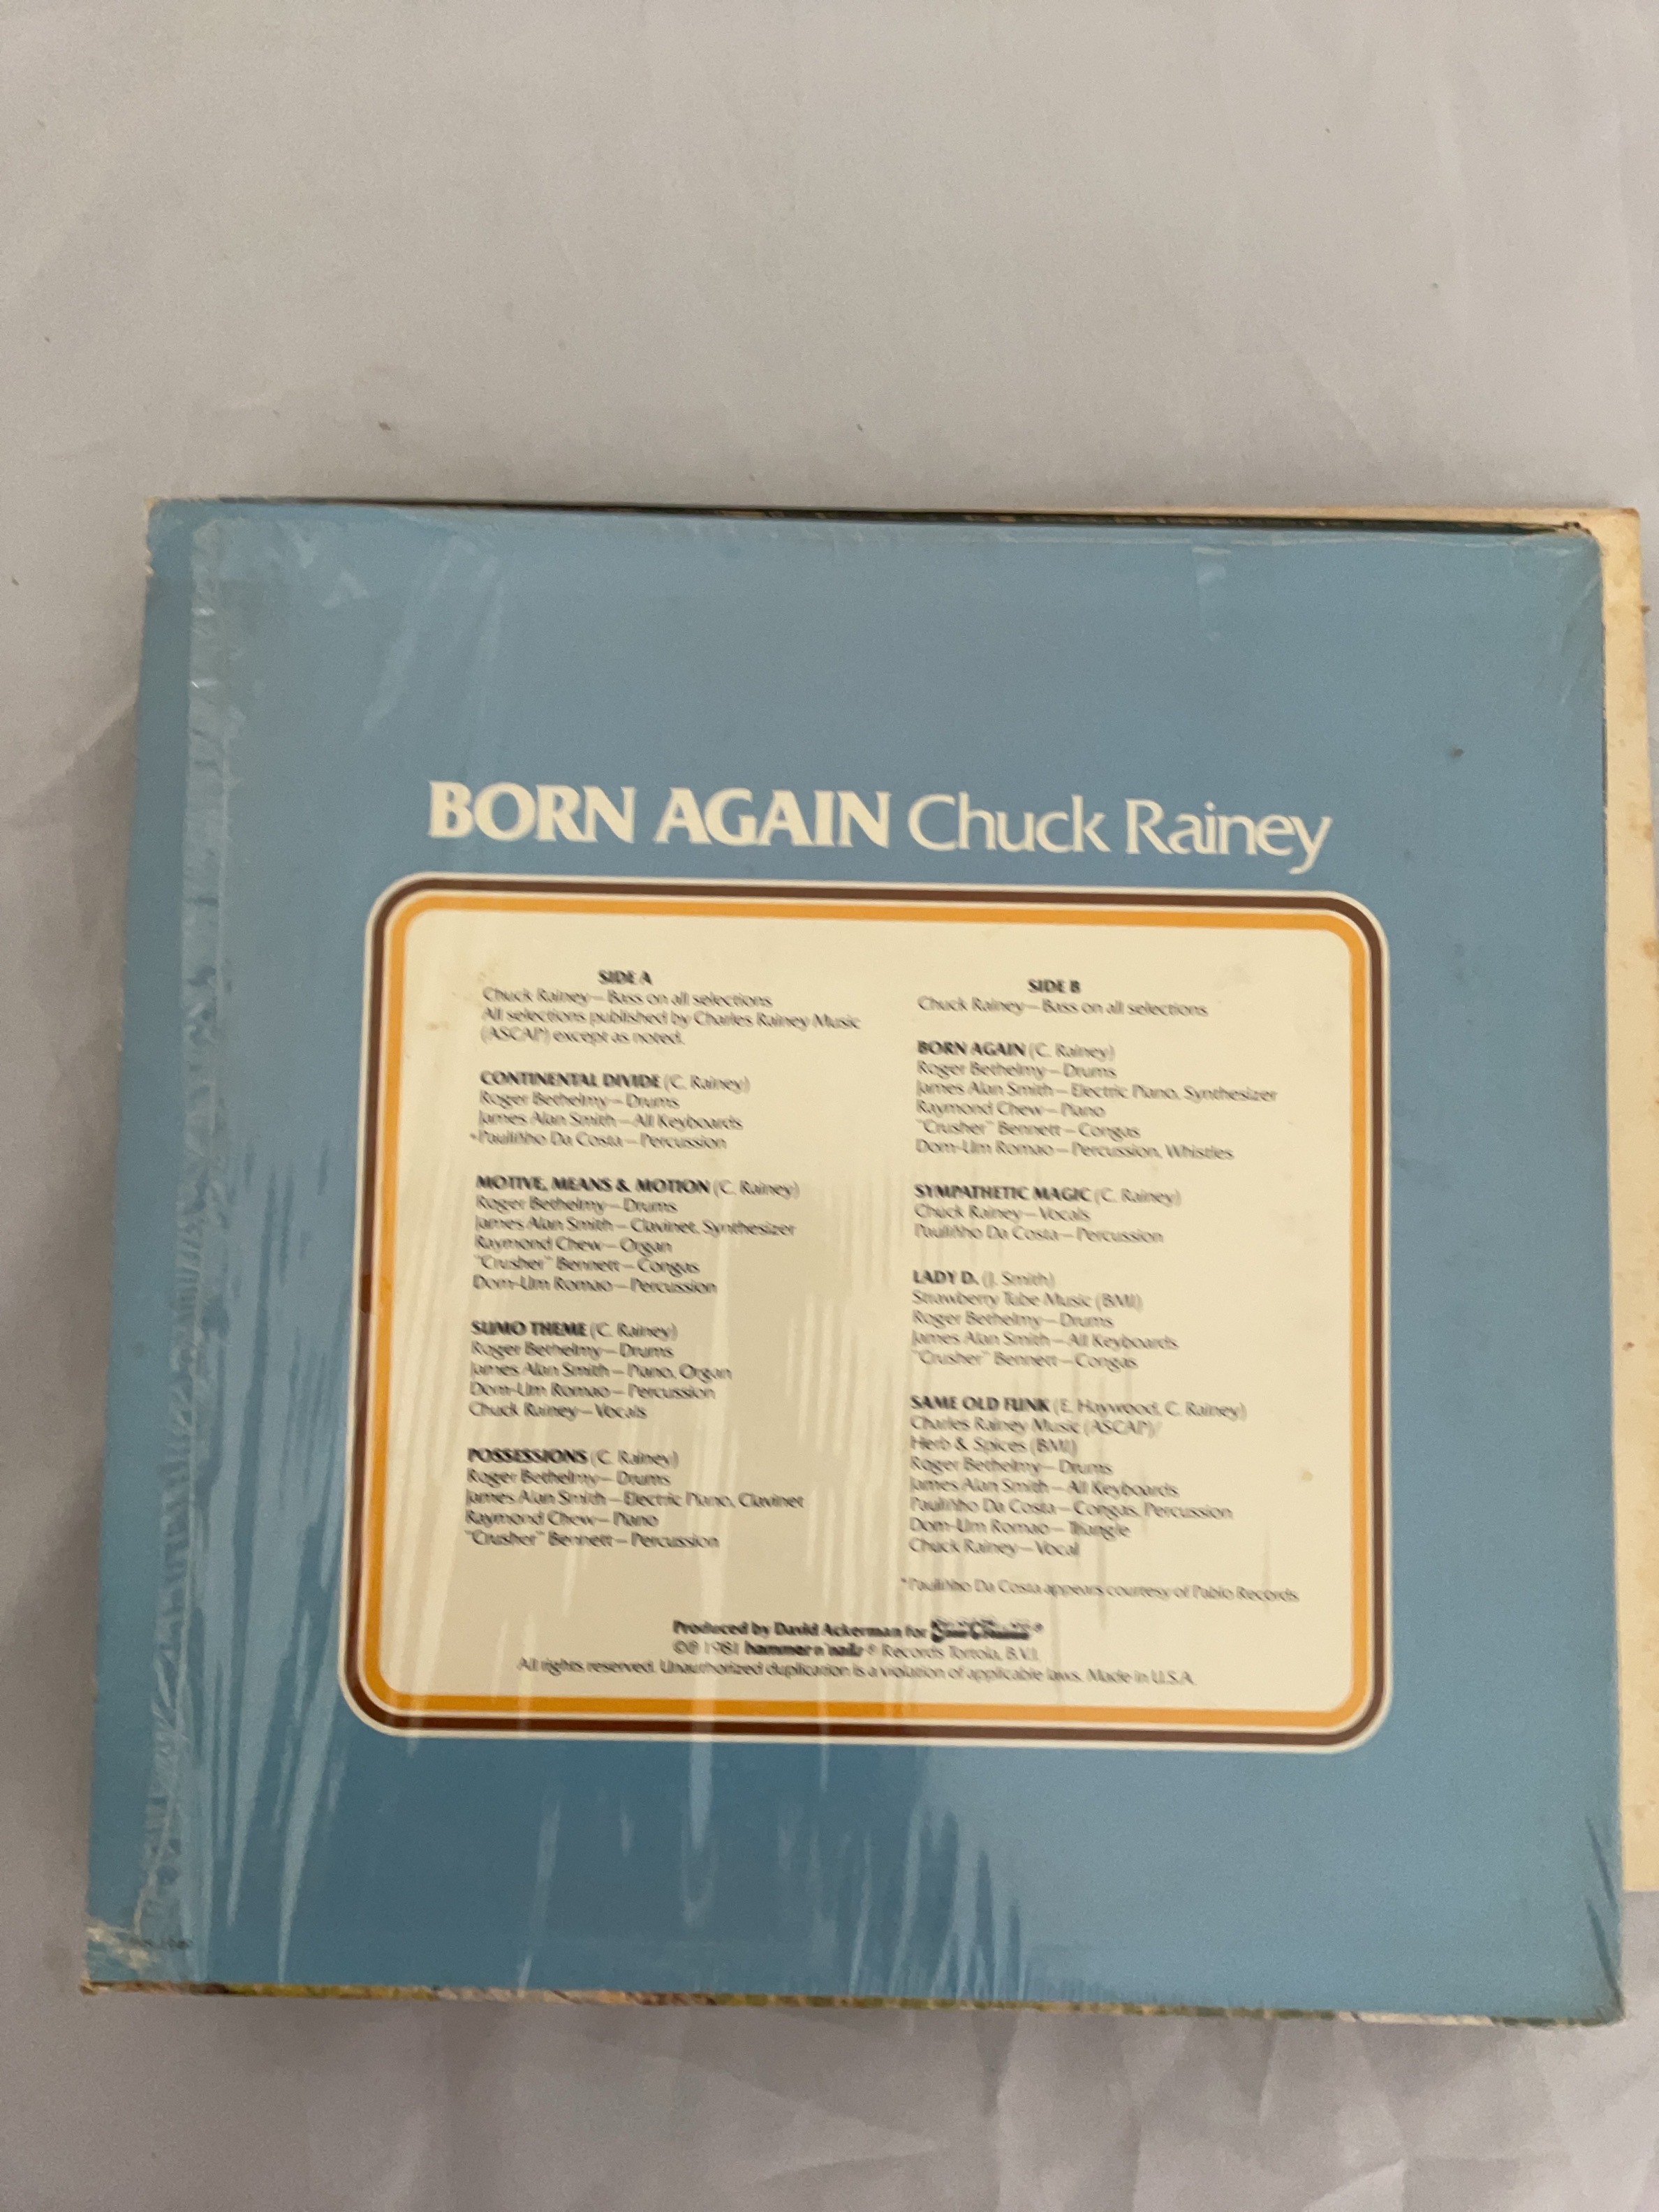 BORN AGAIN Chuck Rainey
SIDE A
Chuck Rainey—Bass on all selections
All selections published by Charles Rainey Music
(ASCAP) except as noted.
CONTINENTAL DIVIDE (C. Rainey)
Roger Bethelmy—Drums
James Alan Smith—All Keyboards
*Paulinho Da Costa—Percussion
MOTIVE, MEANS & MOTION (C. Rainey)
Roger Bethelmy—Drums
James Alan Smith—Clavinet, Synthesizer
Raymond Chew—Organ
"Crusher" Bennett—Congas
Dom-Um Romao—Percussion
SUMO THEME (C. Rainey)
Roger Bethelmy—Drums
James Alan Smith—Piano, Organ
Dom-Um Romao—Percussion
Chuck Rainey—Vocals
POSSESSIONS (C. Rainey)
Roger Bethelmy—Drums
James Alan Smith—Electric Piano, Clavinet
Raymond Chew—Piano
"Crusher" Bennett—Percussion
SIDE B
Chuck Rainey—Bass on all selections
BORN AGAIN (C. Rainey)
Roger Bethelmy—Drums
James Alan Smith—Electric Piano, Synthesizer
Raymond Chew—Piano
"Crusher" Bennett—Congas
Dom-Um Romao—Percussion, Whistles
SYMPATHETIC MAGIC (C. Rainey)
Chuck Rainey—Vocals
Paulinho Da Costa—Percussion
LADY D. (J. Smith)
Strawberry Tube Music (BMI)
Roger Bethelmy—Drums
James Alan Smith—All Keyboards
"Crusher" Bennett—Congas
SAME OLD FUNK (E. Haywood, C. Rainey)
Charles Rainey Music (ASCAP)/
Herb & Spices (BMI)
Roger Bethelmy—Drums
James Alan Smith—All Keyboards
Paulinho Da Costa—Congas, Percussion
Dom-Um Romao—Triangle
Chuck Rainey—Vocal
*Paulinho Da Costa appears courtesy of Pablo Records
Produced by David Ackerman for
©℗ 1981 hammer n' nails® Records Tortola, B.V.I.
All rights reserved. Unauthorized duplication is a violation of applicable laws. Made in U.S.A.